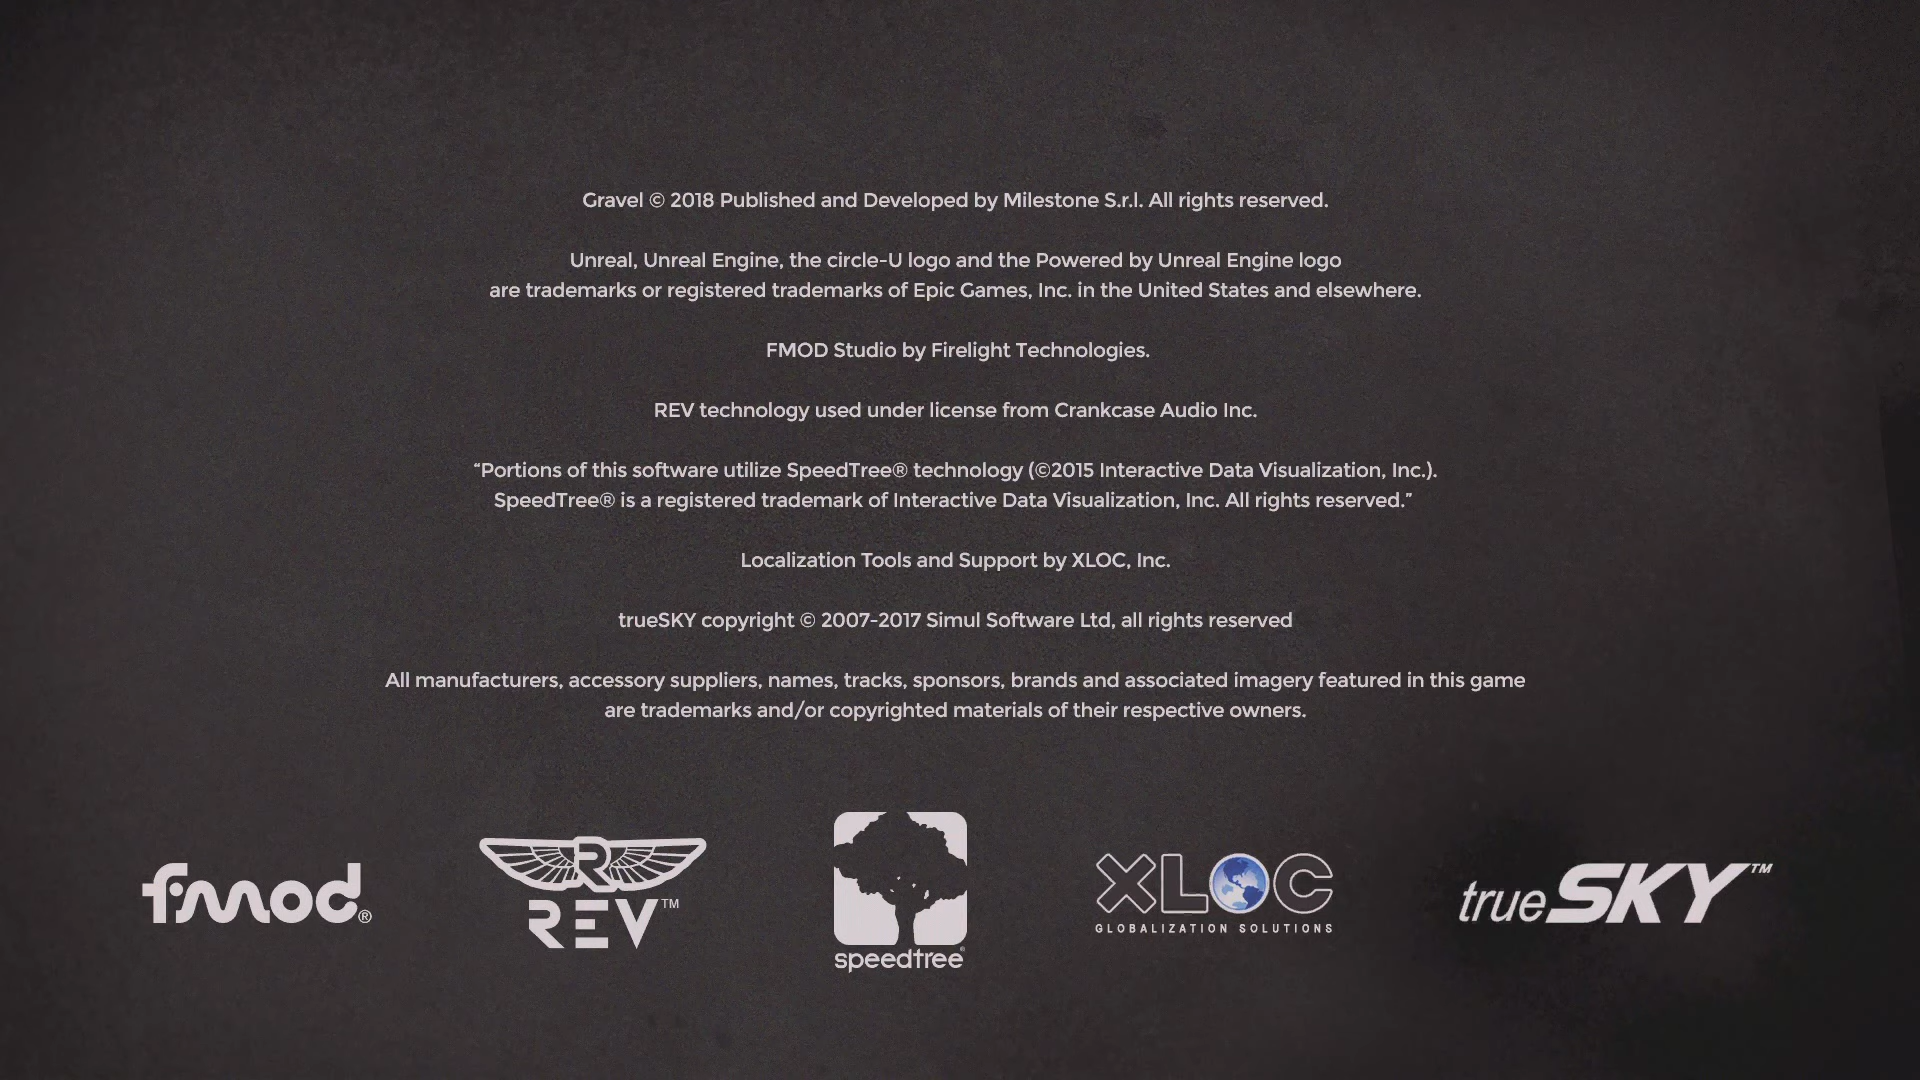 Gravel © 2018 Published and Developed by Milestone S.r.l. All rights reserved.
Unreal, Unreal Engine, the circle-U logo and the Powered by Unreal Engine logo
are trademarks or registered trademarks of Epic Games, Inc. in the United States and elsewhere.
FMOD Studio by Firelight Technologies.
REV technology used under license from Crankcase Audio Inc.
“Portions of this software utilize SpeedTree® technology (©2015 Interactive Data Visualization, Inc.).
SpeedTree® is a registered trademark of Interactive Data Visualization, Inc. All rights reserved.”
Localization Tools and Support by XLOC, Inc.
trueSKY copyright © 2007-2017 Simul Software Ltd, all rights reserved
All manufacturers, accessory suppliers, names, tracks, sponsors, brands and associated imagery featured in this game
are trademarks and/or copyrighted materials of their respective owners.
fmod®
R
REV™
speedtree®
XLOC
GLOBALIZATION SOLUTIONS
trueSKY™